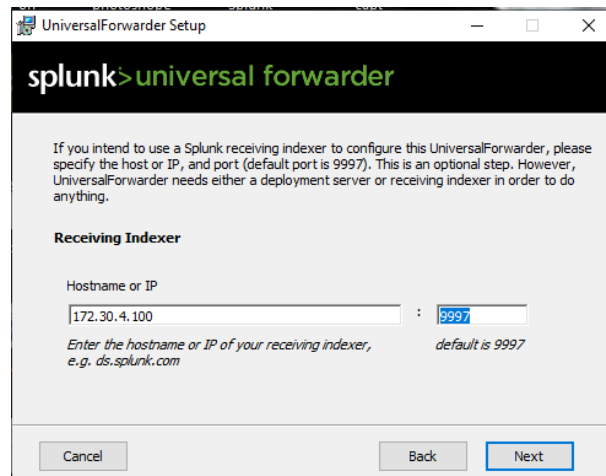 UniversalForwarder Setup
splunk>universal forwarder
If you intend to use a Splunk receiving indexer to configure this UniversalForwarder, please
specify the host or IP, and port (default port is 9997). This is an optional step. However,
UniversalForwarder needs either a deployment server or receiving indexer in order to do
anything.
Receiving Indexer
Hostname or IP
172.30.4.100 : 9997
Enter the hostname or IP of your receiving indexer, default is 9997
e.g. ds.splunk.com
Cancel Back Next